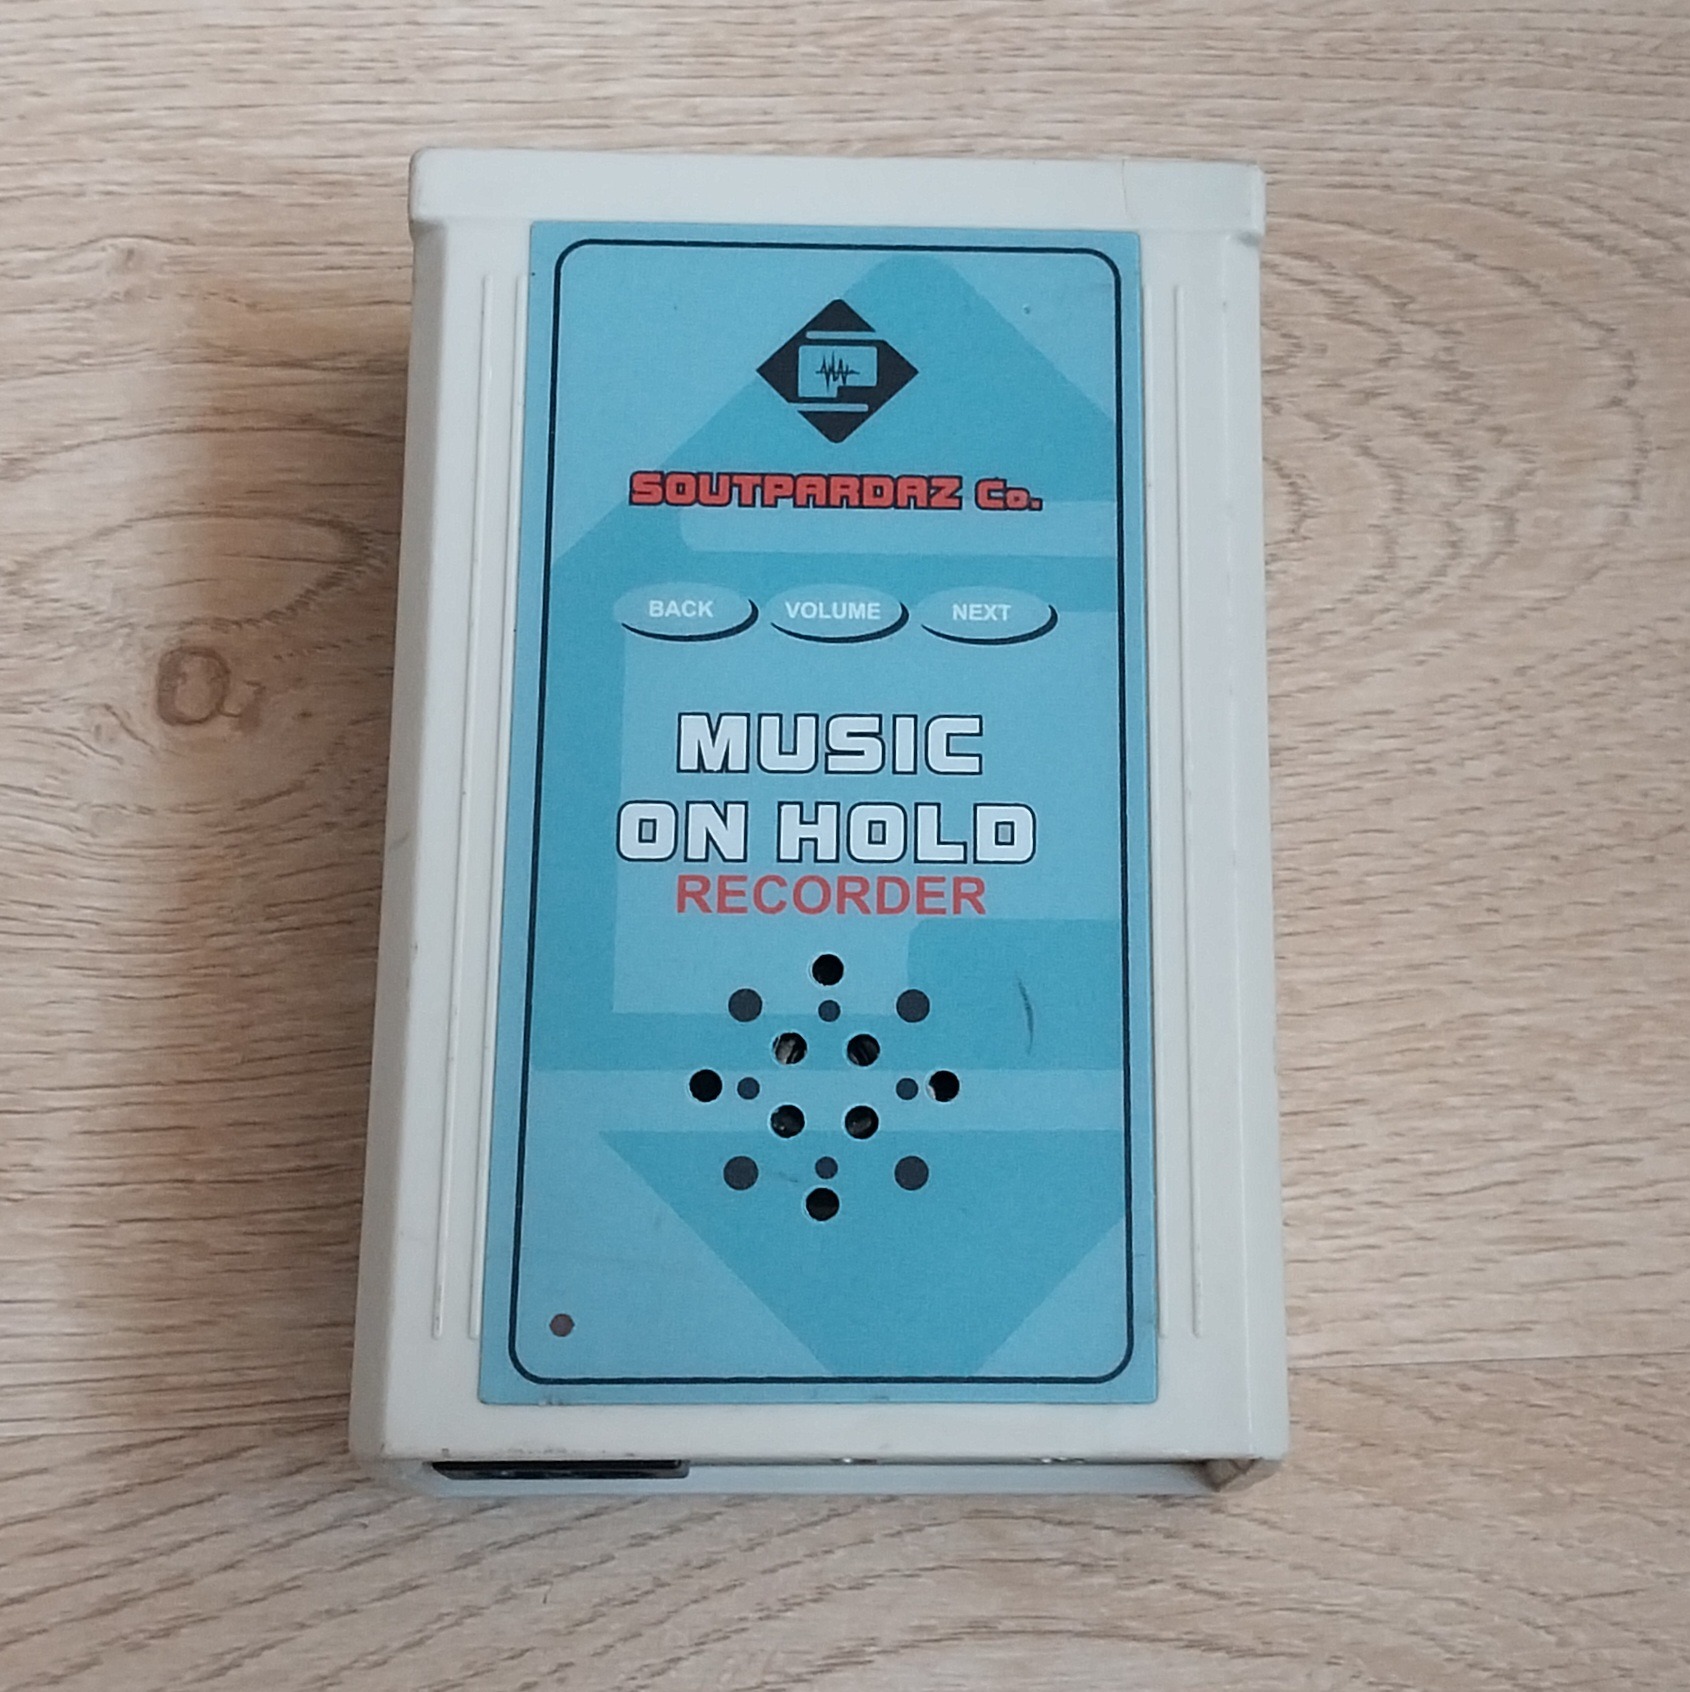 SOUTPARDAZ Co.
BACK VOLUME NEXT
MUSIC
ON HOLD
RECORDER